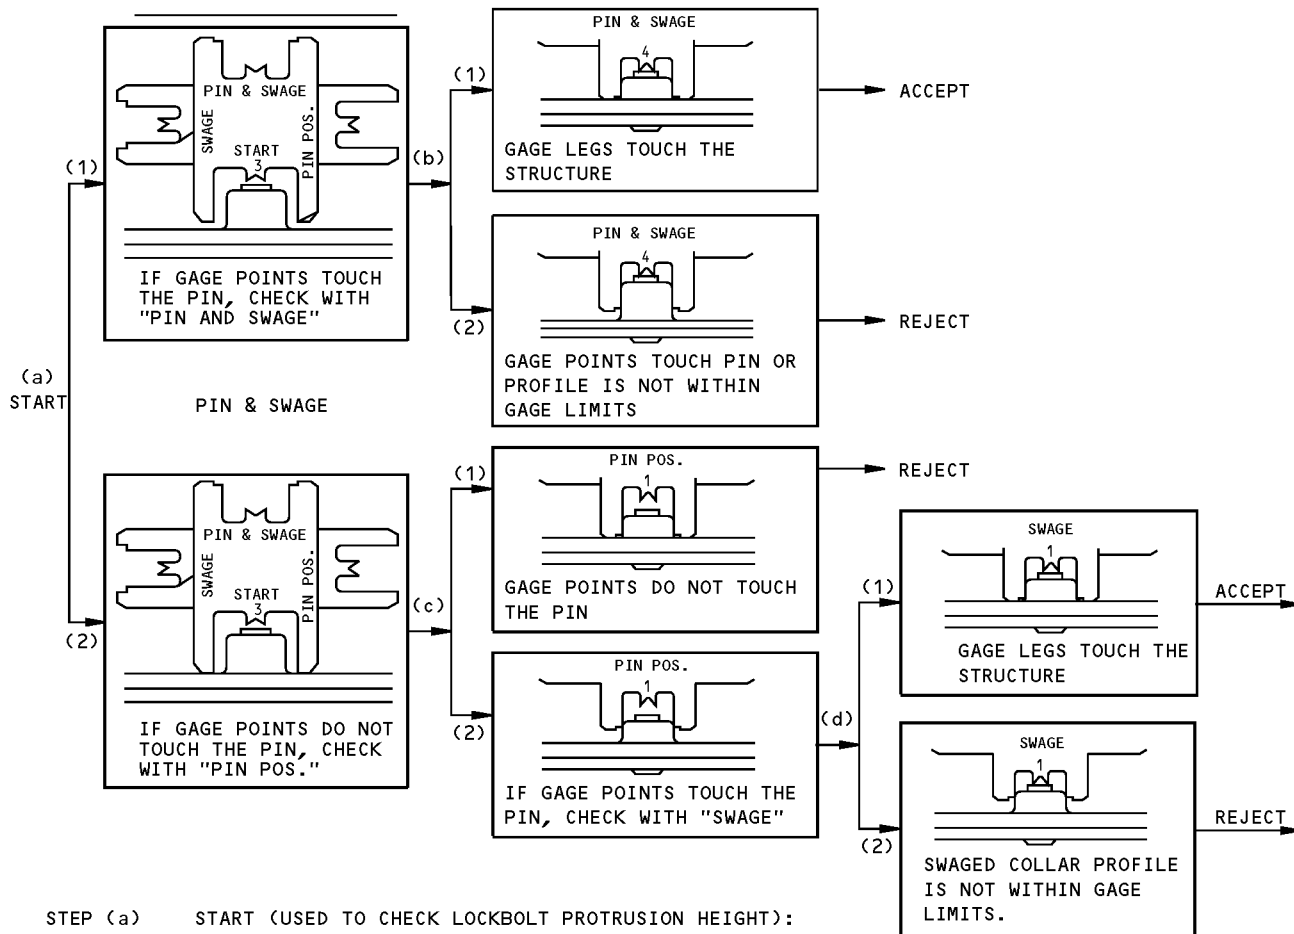 PIN & SWAGE
SWAGE
PIN POS.
START
3
(1)
IF GAGE POINTS TOUCH
THE PIN, CHECK WITH
"PIN AND SWAGE"
(b)
(1)
PIN & SWAGE
4
GAGE LEGS TOUCH THE
STRUCTURE
ACCEPT
(2)
PIN & SWAGE
4
GAGE POINTS TOUCH PIN OR
PROFILE IS NOT WITHIN
GAGE LIMITS
REJECT
(a)
START
PIN & SWAGE
(2)
PIN & SWAGE
SWAGE
PIN POS.
START
3
IF GAGE POINTS DO NOT
TOUCH THE PIN, CHECK
WITH "PIN POS."
(c)
(1)
PIN POS.
1
GAGE POINTS DO NOT TOUCH
THE PIN
REJECT
(2)
PIN POS.
1
IF GAGE POINTS TOUCH THE
PIN, CHECK WITH "SWAGE"
(d)
(1)
SWAGE
1
GAGE LEGS TOUCH THE
STRUCTURE
ACCEPT
(2)
SWAGE
1
SWAGED COLLAR PROFILE
IS NOT WITHIN GAGE
LIMITS.
REJECT
STEP (a) START (USED TO CHECK LOCKBOLT PROTRUSION HEIGHT):